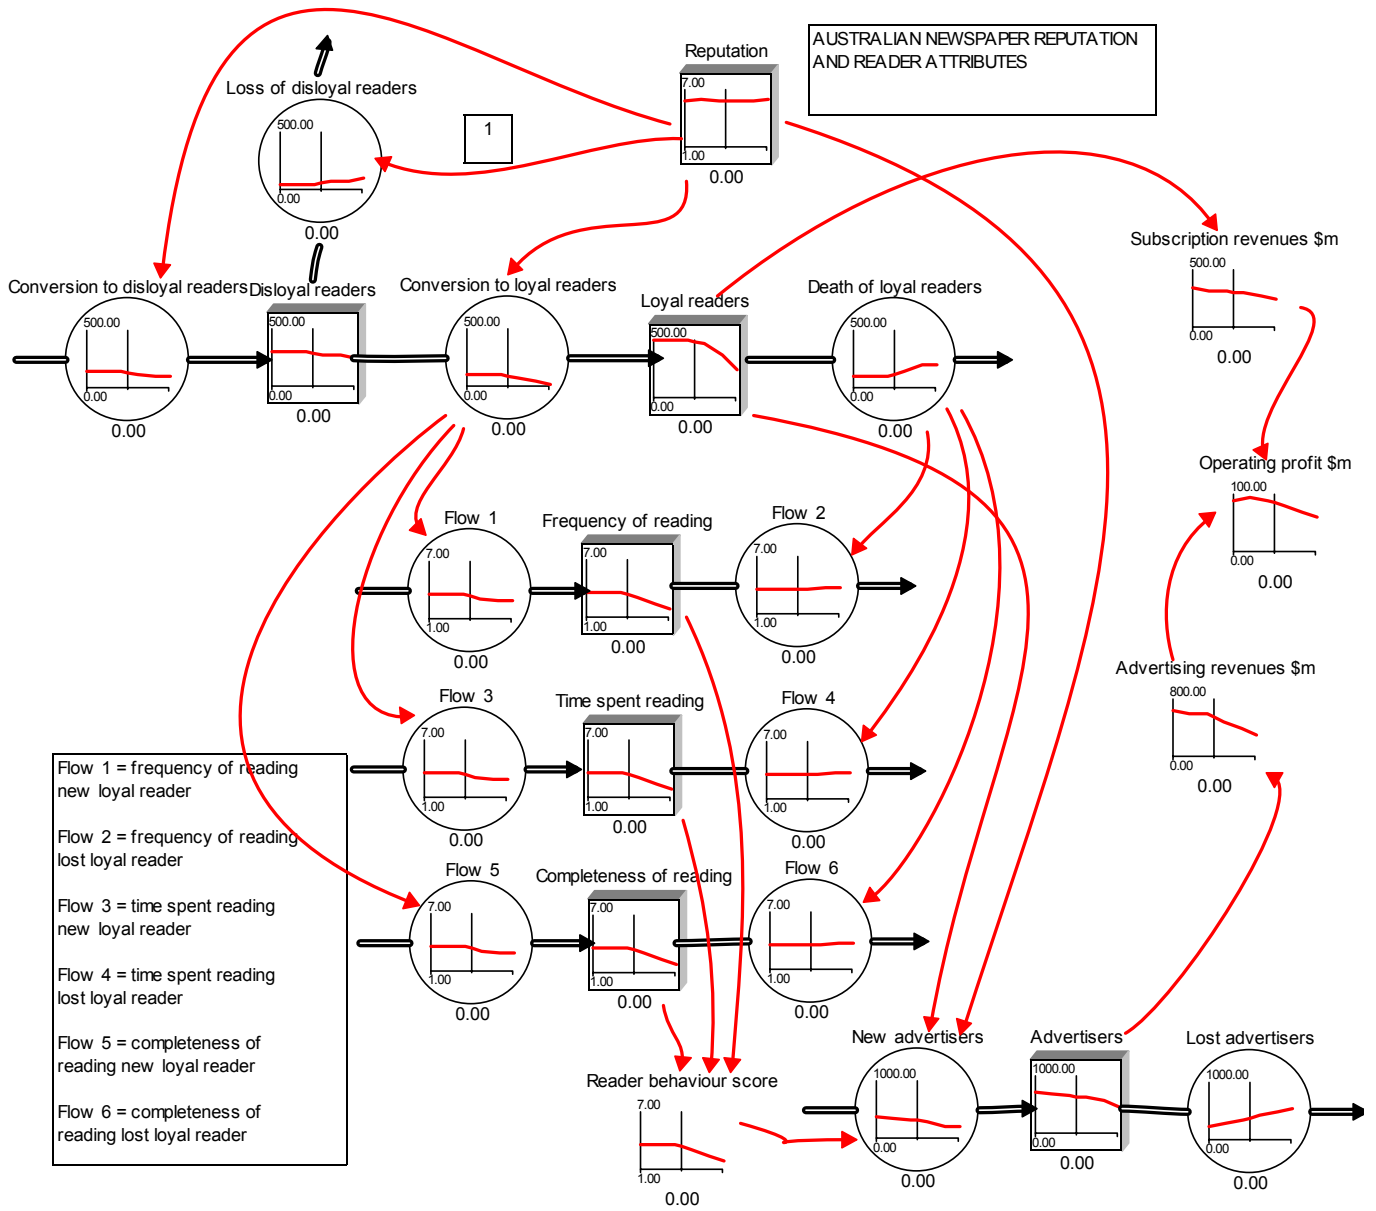 AUSTRALIAN NEWSPAPER REPUTATION
AND READER ATTRIBUTES
Reputation
7.00
1.00
0.00
1
Loss of disloyal readers
500.00
0.00
0.00
Subscription revenues $m
500.00
0.00
0.00
Conversion to disloyal readers
500.00
0.00
0.00
Disloyal readers
500.00
0.00
0.00
Conversion to loyal readers
500.00
0.00
0.00
Loyal readers
500.00
0.00
0.00
Death of loyal readers
500.00
0.00
0.00
Operating profit $m
100.00
0.00
0.00
Flow 1
7.00
1.00
0.00
Frequency of reading
7.00
1.00
0.00
Flow 2
7.00
1.00
0.00
Advertising revenues $m
800.00
0.00
0.00
Flow 3
7.00
1.00
0.00
Time spent reading
7.00
1.00
0.00
Flow 4
7.00
1.00
0.00
Flow 1 = frequency of reading
new loyal reader
Flow 2 = frequency of reading
lost loyal reader
Flow 3 = time spent reading
new loyal reader
Flow 4 = time spent reading
lost loyal reader
Flow 5 = completeness of
reading new loyal reader
Flow 6 = completeness of
reading lost loyal reader
Flow 5
7.00
1.00
0.00
Completeness of reading
7.00
1.00
0.00
Flow 6
7.00
1.00
0.00
Reader behaviour score
7.00
1.00
0.00
New advertisers
1000.00
0.00
0.00
Advertisers
1000.00
0.00
0.00
Lost advertisers
1000.00
0.00
0.00